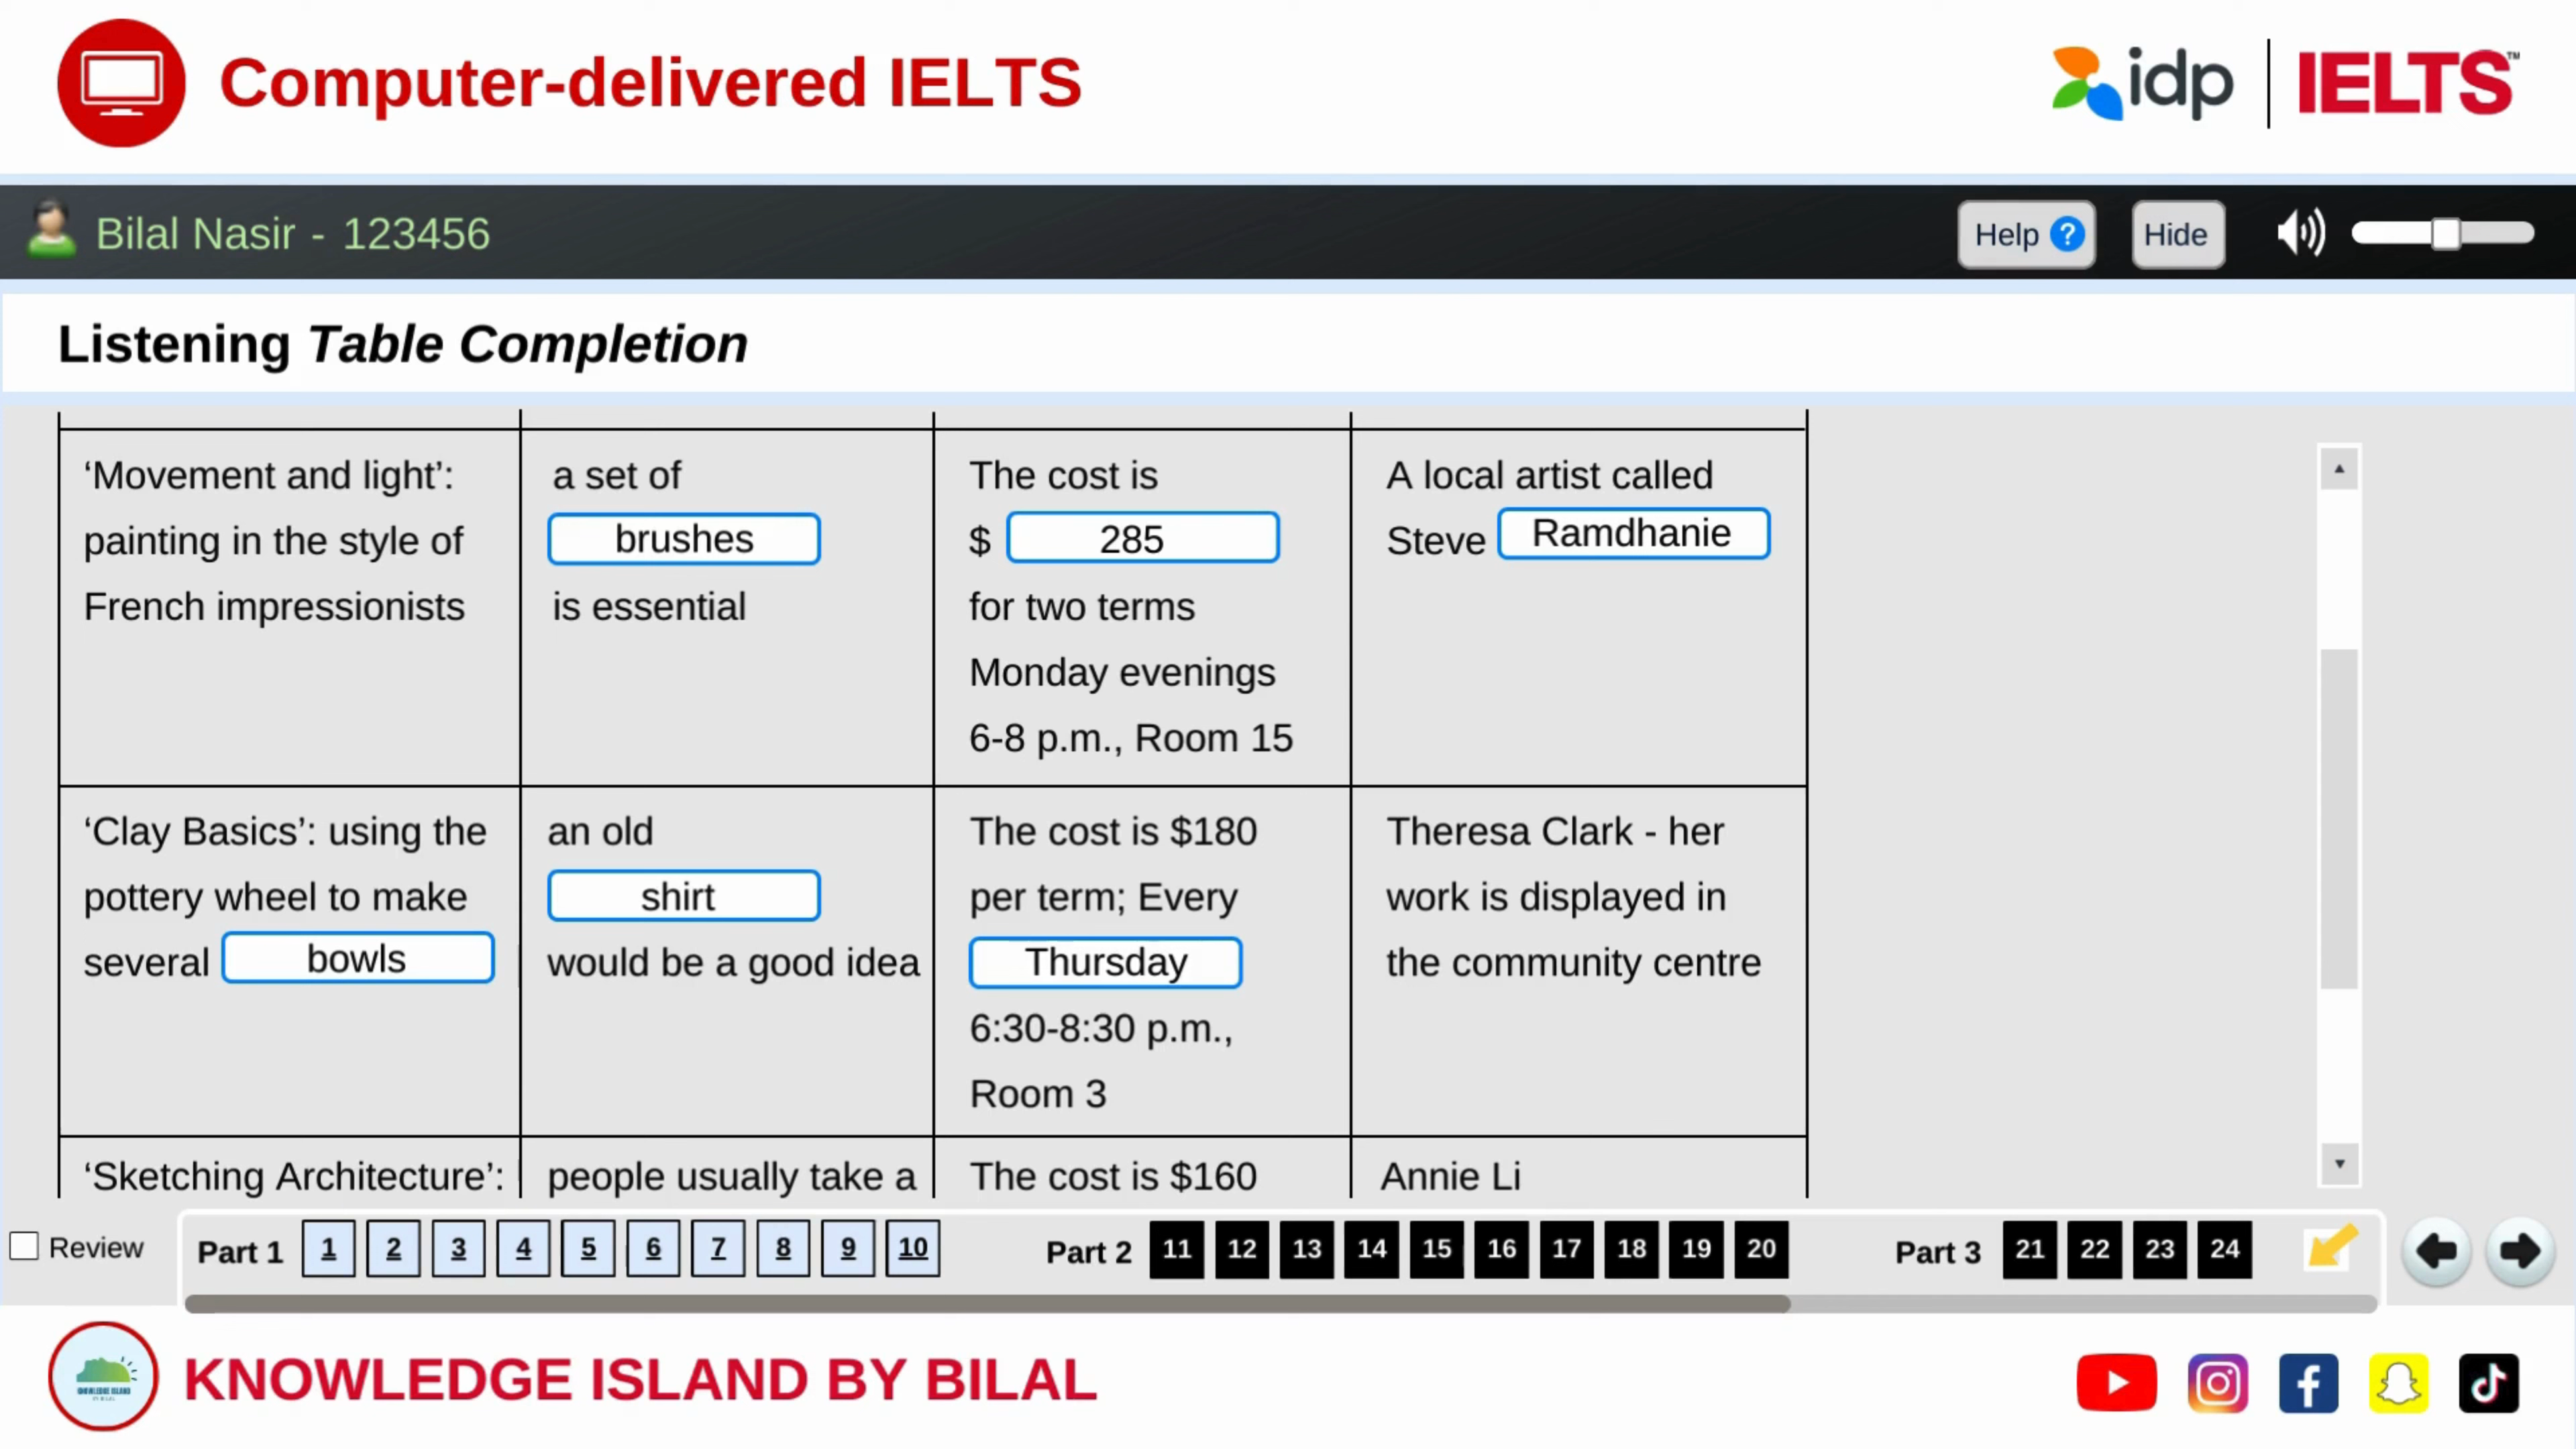 Computer-delivered IELTS
idp
IELTS™
Bilal Nasir - 123456
Help ?
Hide
Listening Table Completion
‘Movement and light’:
painting in the style of
French impressionists
a set of
brushes
is essential
The cost is
$ 285
for two terms
Monday evenings
6-8 p.m., Room 15
A local artist called
Steve Ramdhanie
‘Clay Basics’: using the
pottery wheel to make
several bowls
an old
shirt
would be a good idea
The cost is $180
per term; Every
Thursday
6:30-8:30 p.m.,
Room 3
Theresa Clark - her
work is displayed in
the community centre
‘Sketching Architecture’:
people usually take a
The cost is $160
Annie Li
Review
Part 1 1 2 3 4 5 6 7 8 9 10
Part 2 11 12 13 14 15 16 17 18 19 20
Part 3 21 22 23 24
KNOWLEDGE ISLAND
BY BILAL
KNOWLEDGE ISLAND BY BILAL